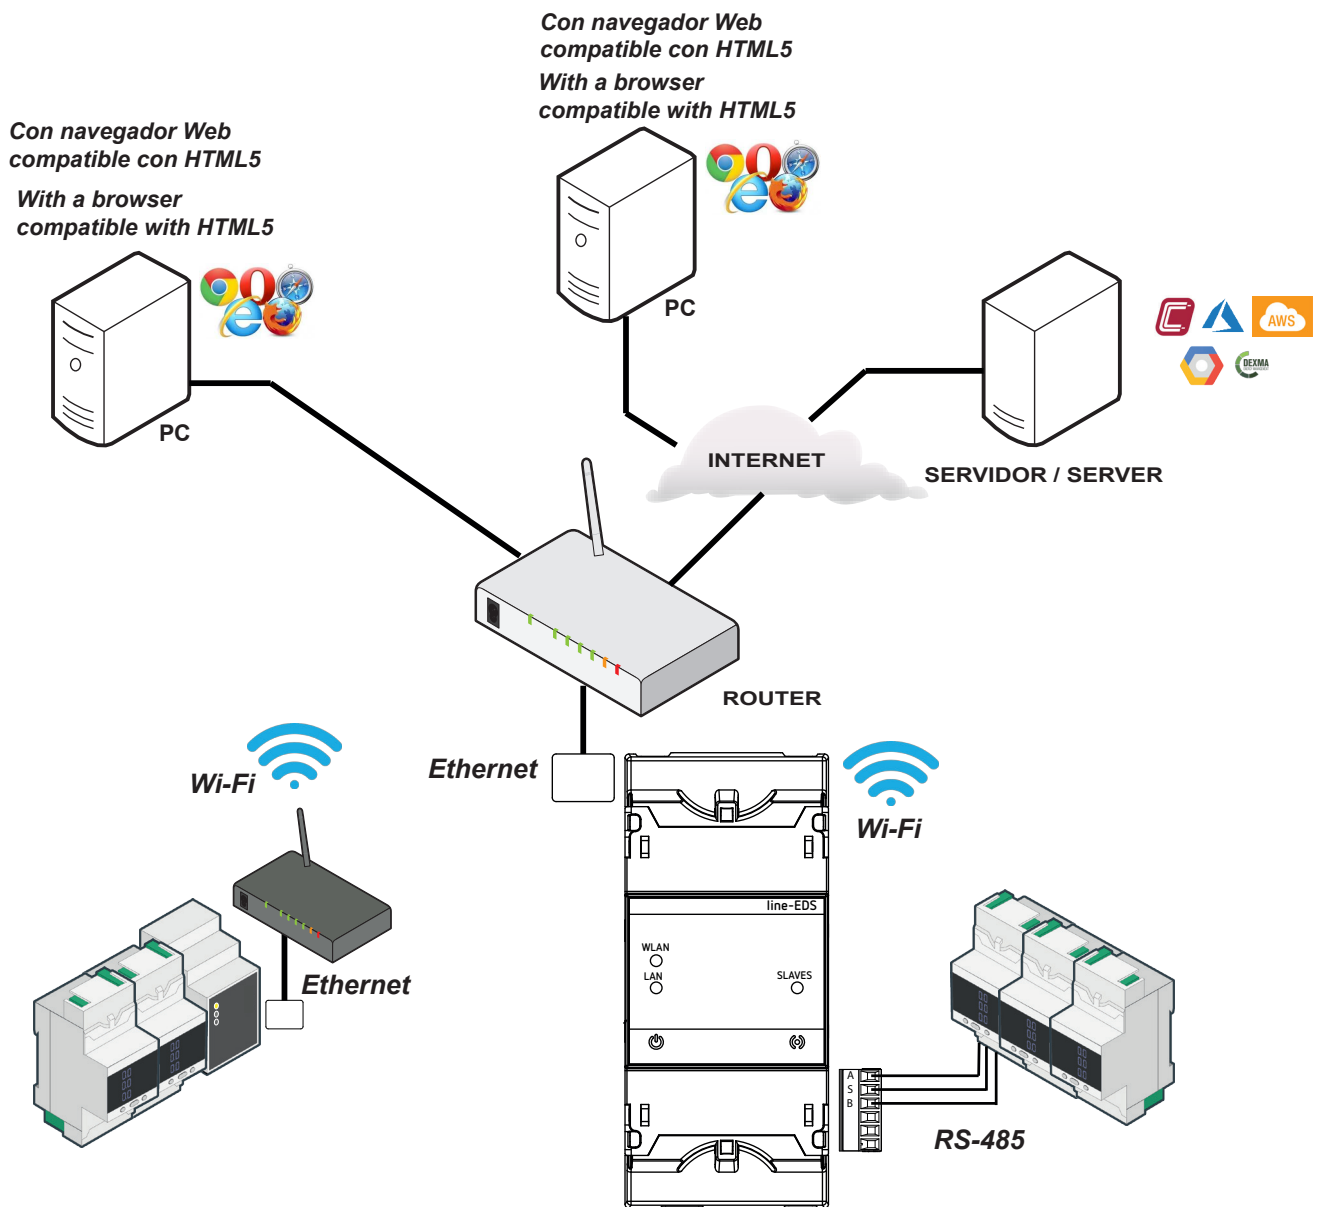 Con navegador Web
compatible con HTML5
With a browser
compatible with HTML5
Con navegador Web
compatible con HTML5
With a browser
compatible with HTML5
PC
PC
AWS
DEXMA
INTERNET
SERVIDOR / SERVER
ROUTER
Ethernet
Wi-Fi
Wi-Fi
line-EDS
WLAN
LAN
SLAVES
Ethernet
A
S
B
RS-485